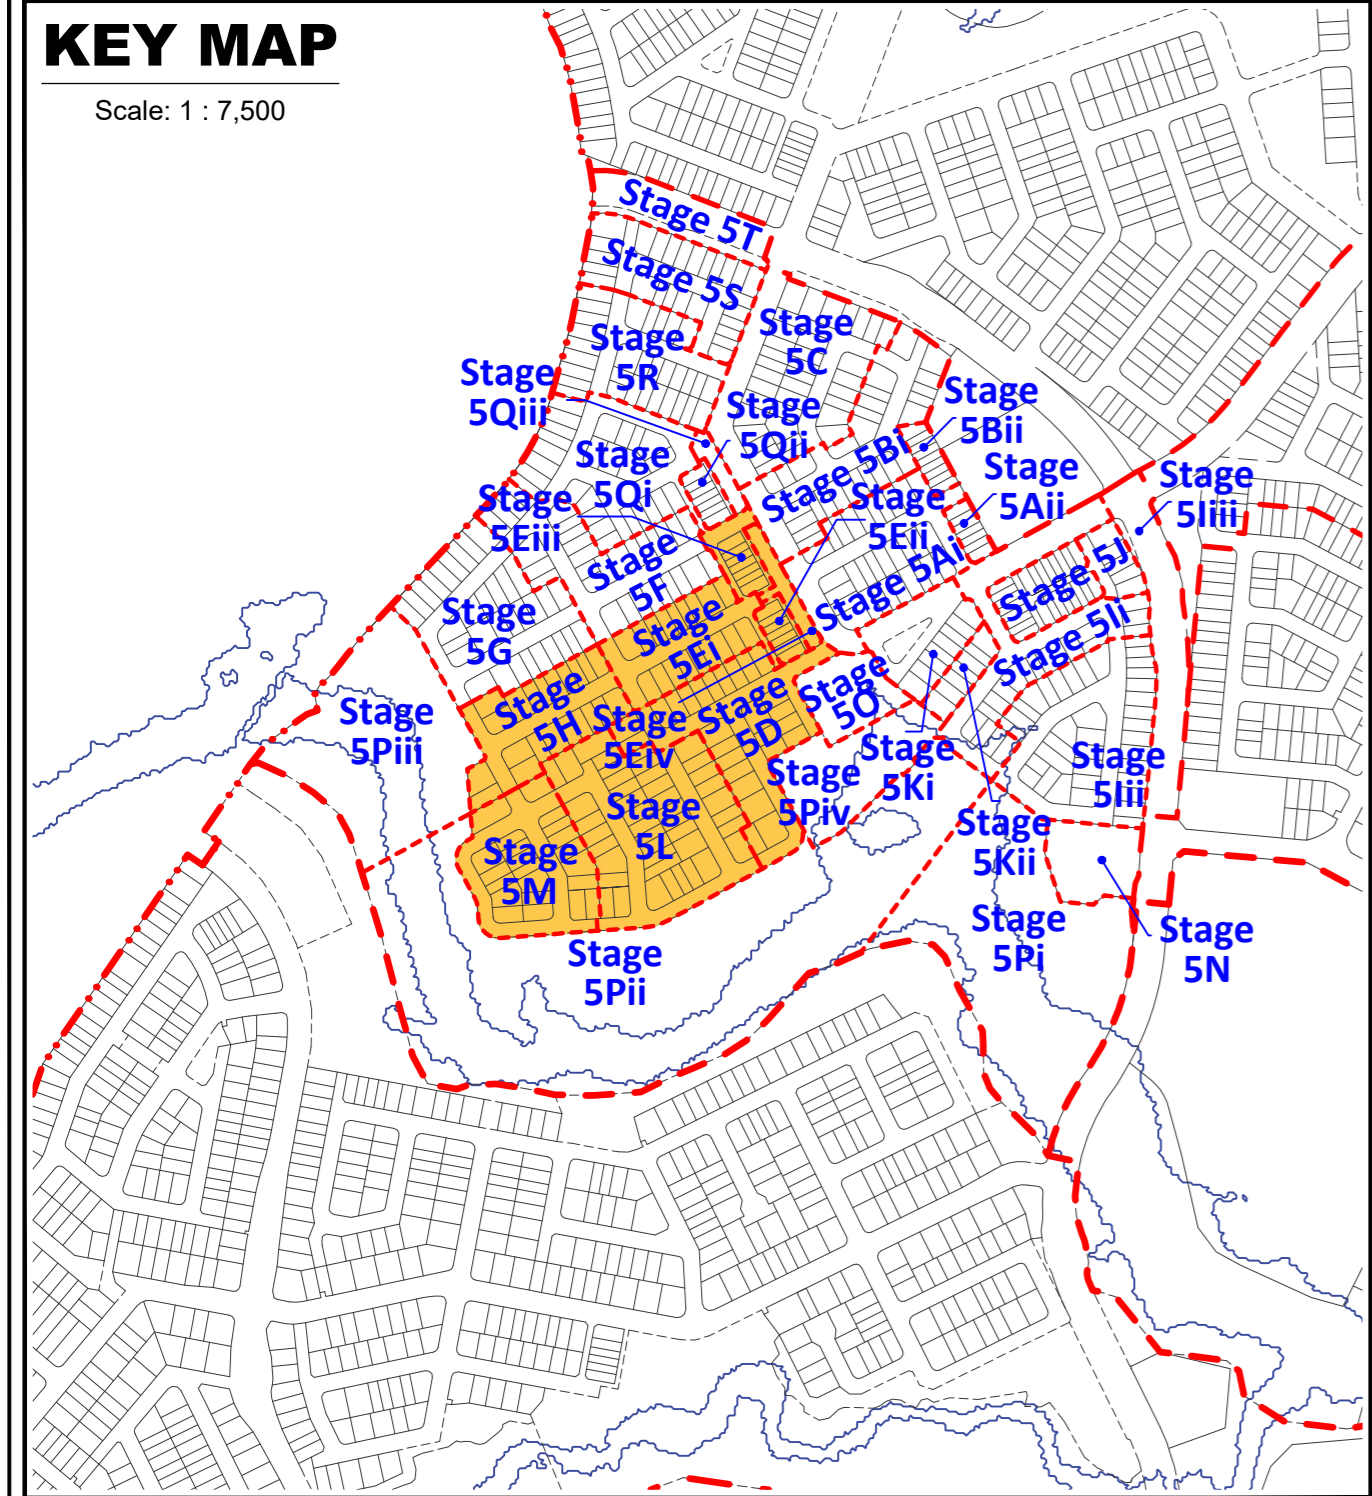 KEY MAP
Scale: 1 : 7,500
Stage 5T
Stage 5S
Stage
5C
Stage
5R
Stage
5Qiii
Stage
5Qii
Stage
5Bii
Stage 5Bi
Stage
5Qi
Stage
5Aii
Stage
5Iiii
Stage
5Eiii
Stage
5Eii
Stage 5Ai
Stage 5J
Stage
5F
Stage
5G
Stage
5Ei
Stage 5Ii
Stage
5H
Stage
5Eiv
Stage
5D
Stage
5O
Stage
5Piii
Stage
5Ki
Stage
5Iii
Stage
5Piv
Stage
5L
Stage
5Kii
Stage
5M
Stage
5Pi
Stage
5N
Stage
5Pii